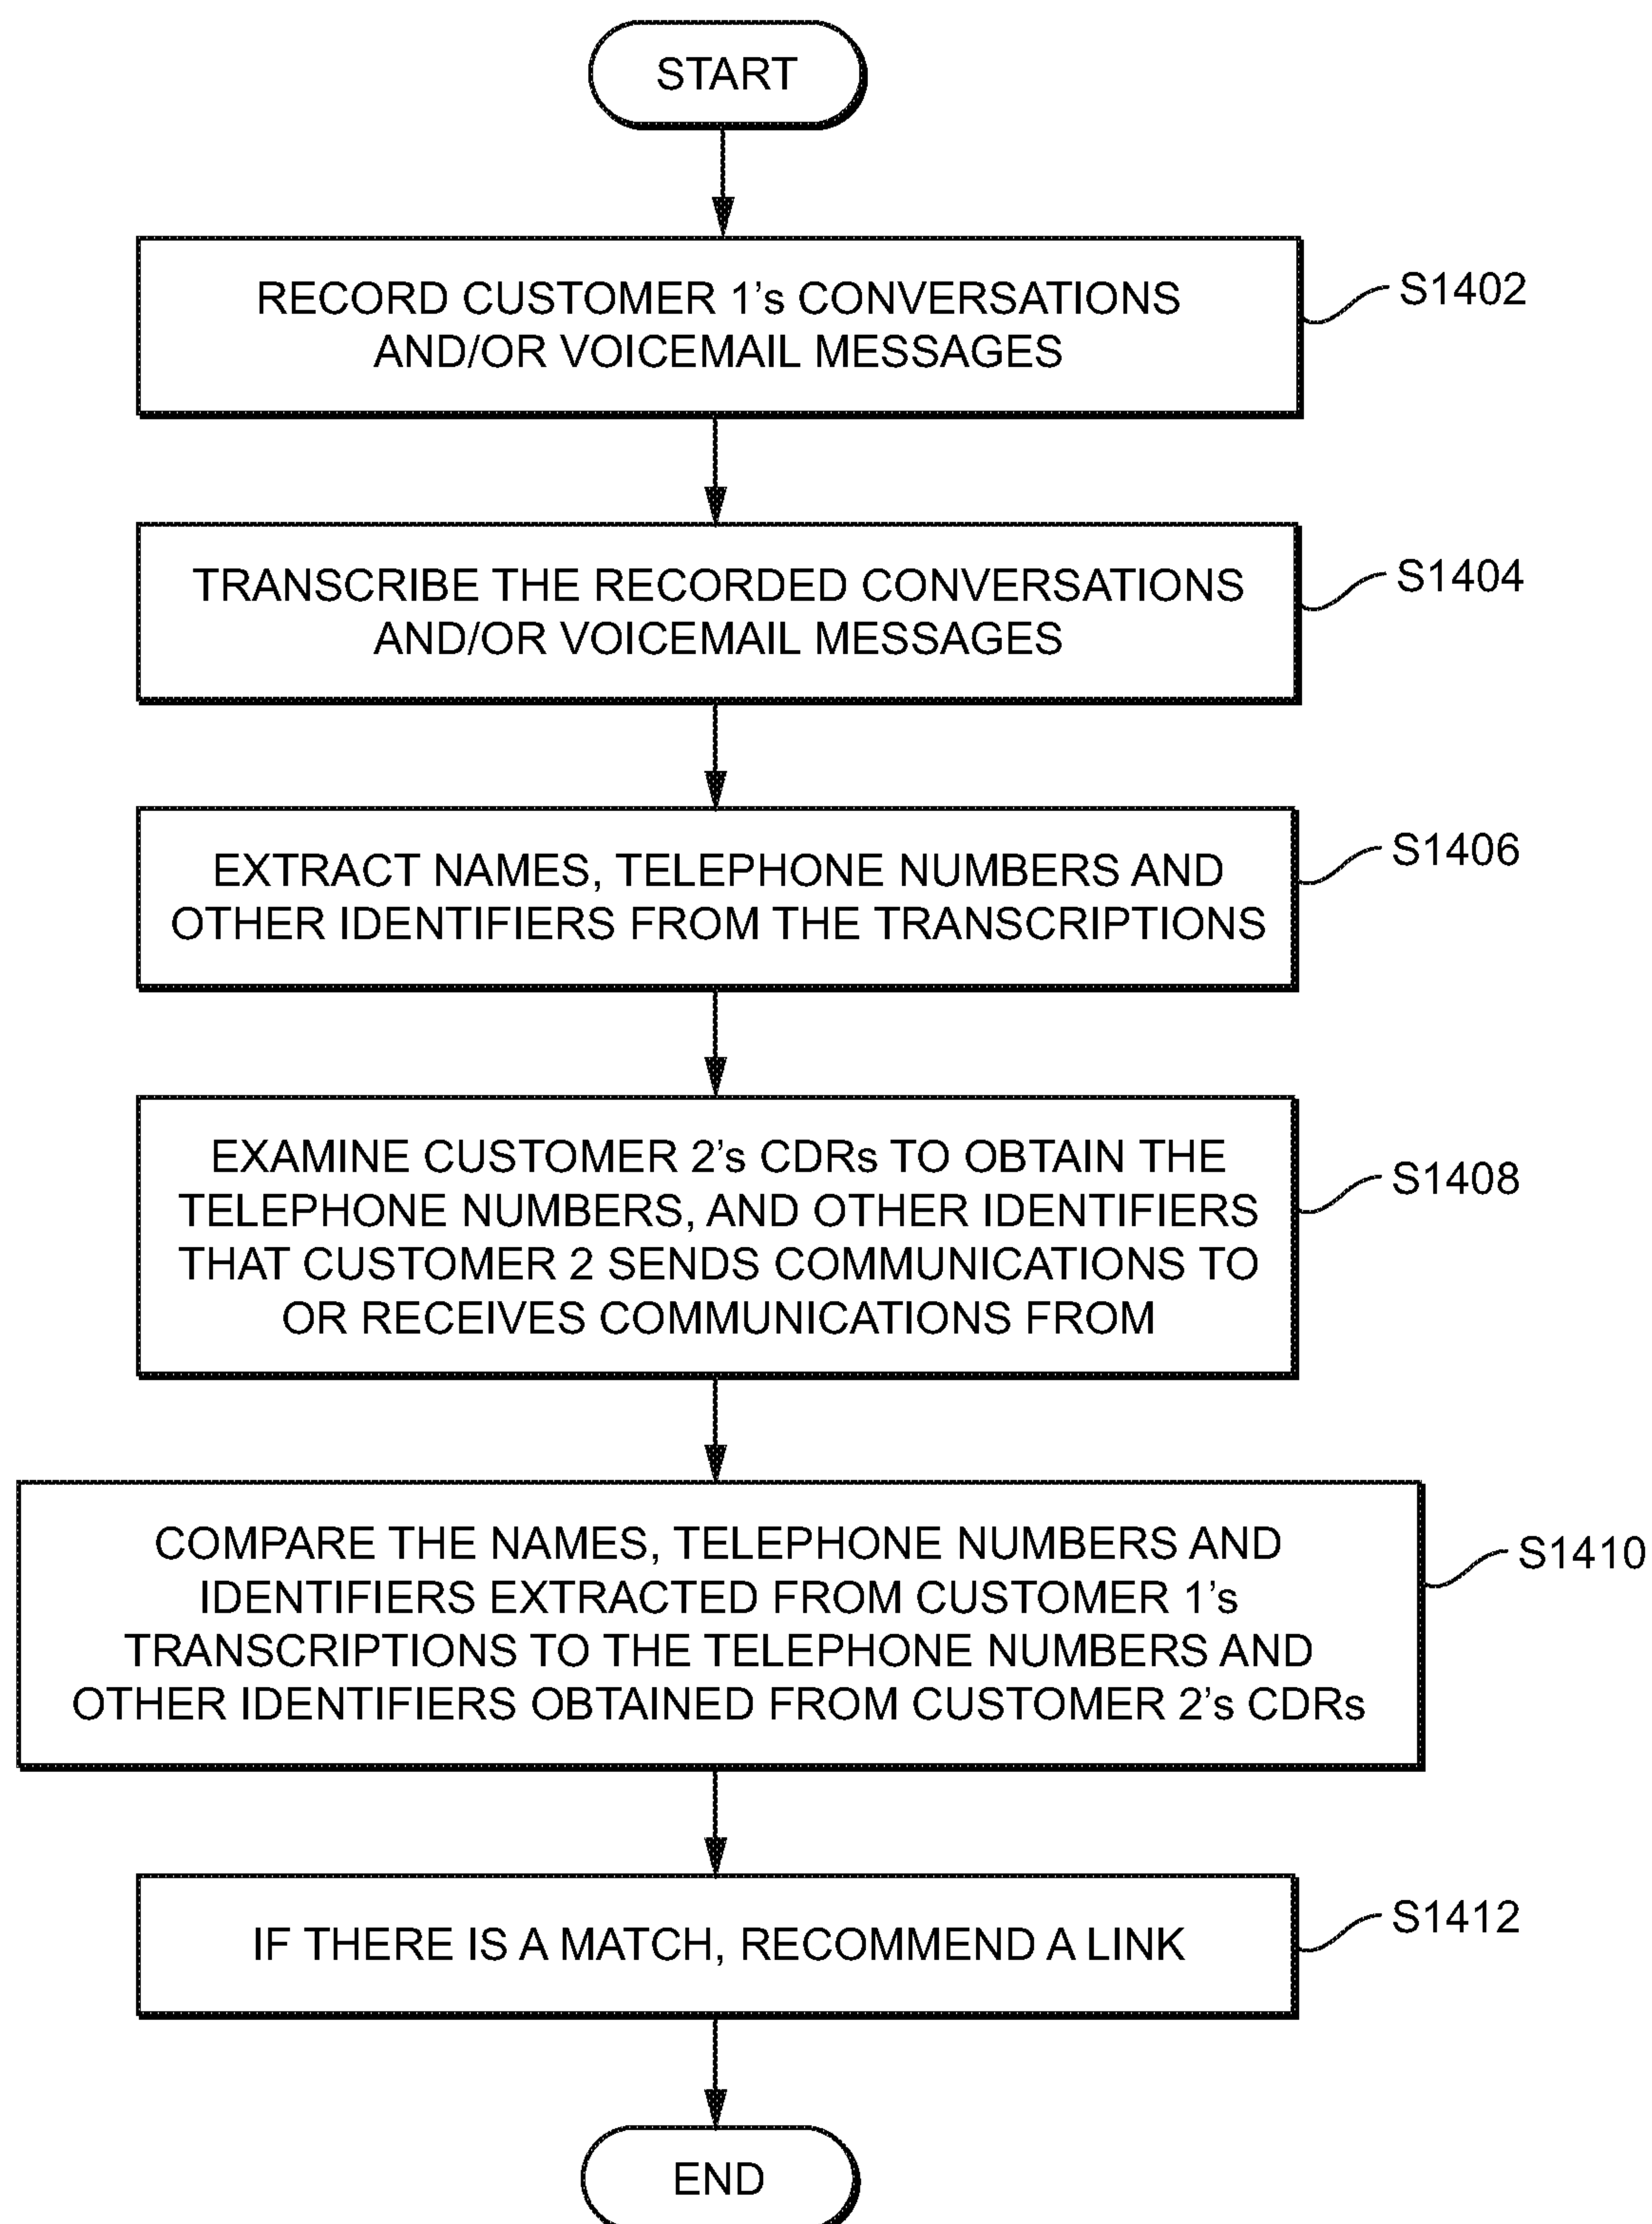 START
RECORD CUSTOMER 1's CONVERSATIONS
AND/OR VOICEMAIL MESSAGES
S1402
TRANSCRIBE THE RECORDED CONVERSATIONS
AND/OR VOICEMAIL MESSAGES
S1404
EXTRACT NAMES, TELEPHONE NUMBERS AND
OTHER IDENTIFIERS FROM THE TRANSCRIPTIONS
S1406
EXAMINE CUSTOMER 2's CDRs TO OBTAIN THE
TELEPHONE NUMBERS, AND OTHER IDENTIFIERS
THAT CUSTOMER 2 SENDS COMMUNICATIONS TO
OR RECEIVES COMMUNICATIONS FROM
S1408
COMPARE THE NAMES, TELEPHONE NUMBERS AND
IDENTIFIERS EXTRACTED FROM CUSTOMER 1's
TRANSCRIPTIONS TO THE TELEPHONE NUMBERS AND
OTHER IDENTIFIERS OBTAINED FROM CUSTOMER 2's CDRs
S1410
IF THERE IS A MATCH, RECOMMEND A LINK
S1412
END